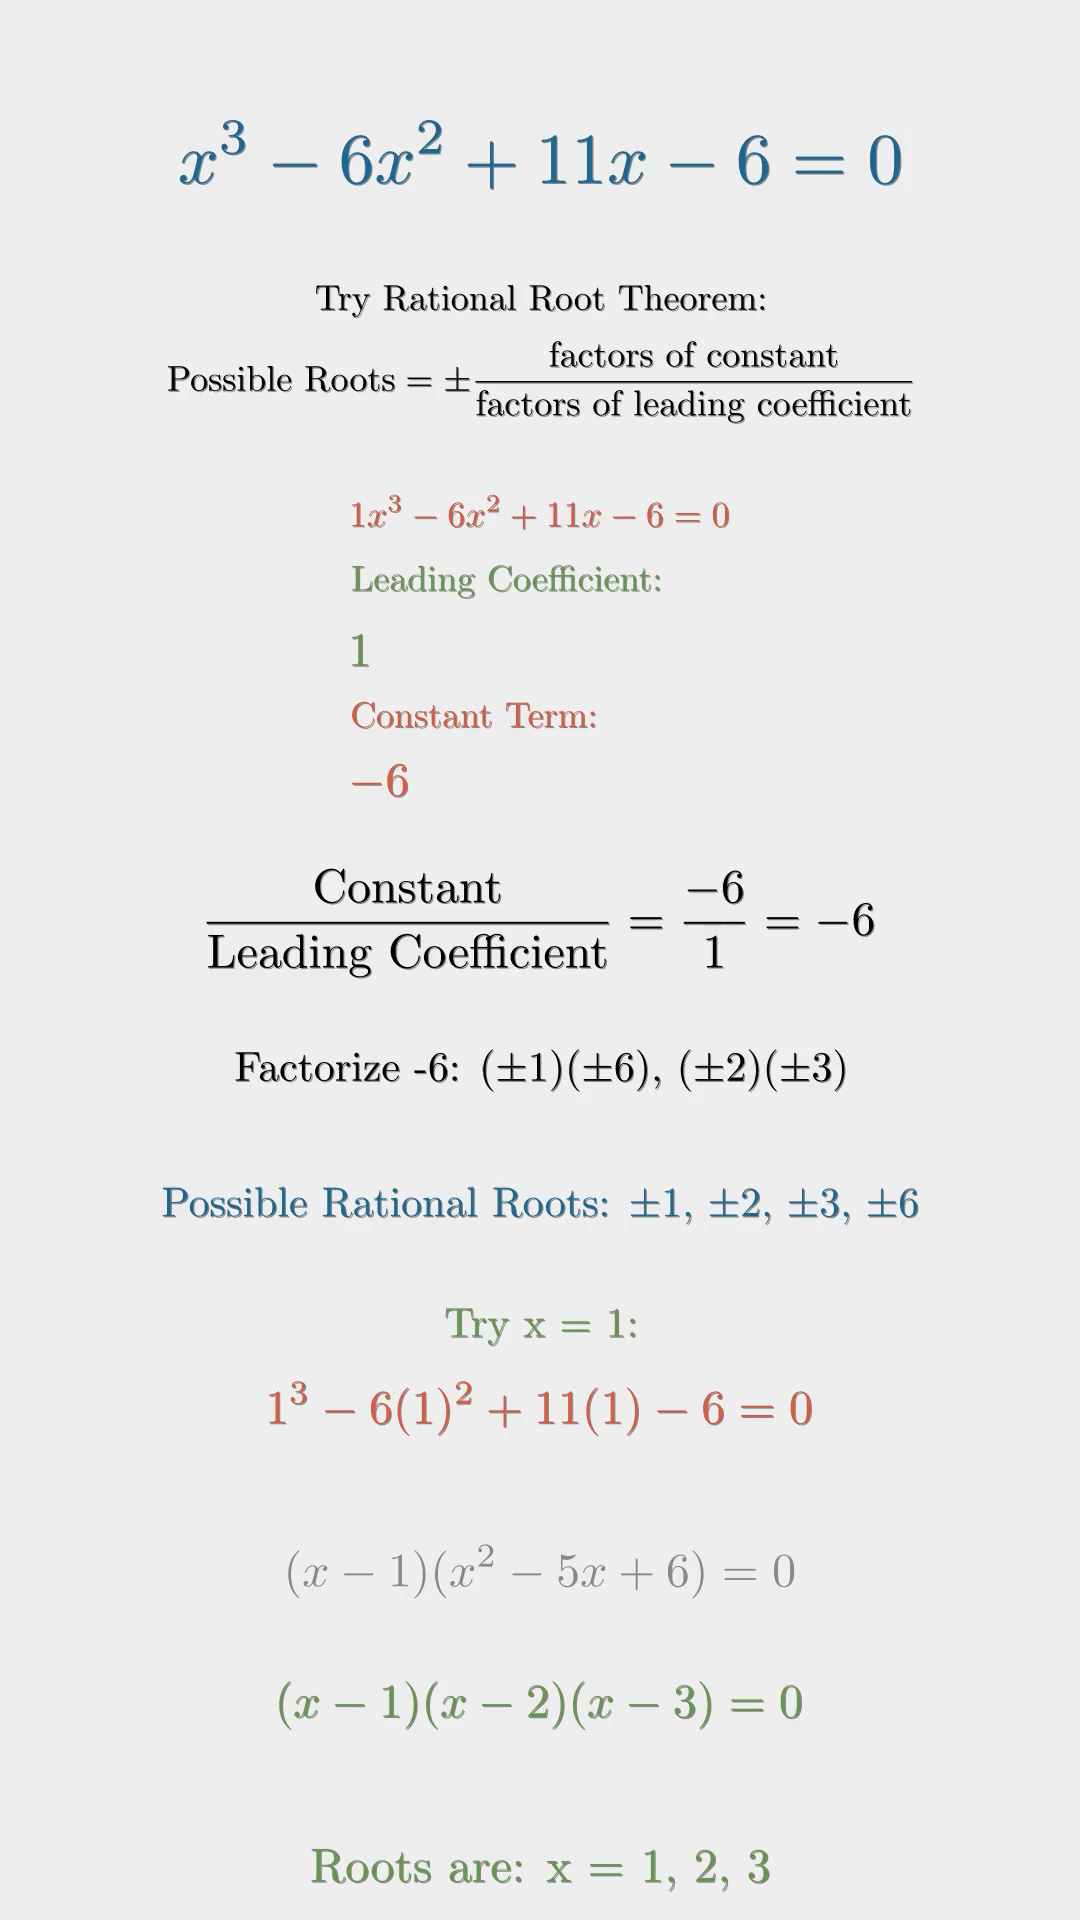 x³ − 6x² + 11x − 6 = 0
Try Rational Root Theorem:
Possible Roots = ± factors of constant / factors of leading coefficient
1x³ − 6x² + 11x − 6 = 0
Leading Coefficient:
1
Constant Term:
−6
Constant / Leading Coefficient = −6 / 1 = −6
Factorize -6: (±1)(±6), (±2)(±3)
Possible Rational Roots: ±1, ±2, ±3, ±6
Try x = 1:
1³ − 6(1)² + 11(1) − 6 = 0
(x − 1)(x² − 5x + 6) = 0
(x − 1)(x − 2)(x − 3) = 0
Roots are: x = 1, 2, 3